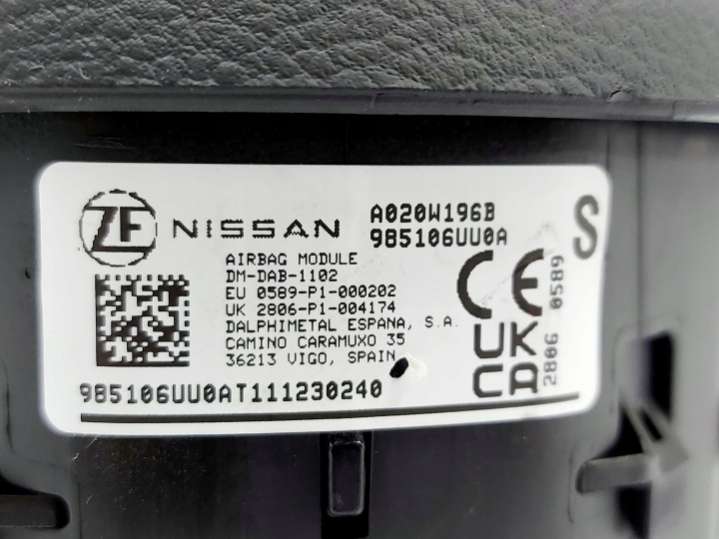 ZF NISSAN
A020W196B
985106UU0A
S
AIRBAG MODULE
DM-DAB-1102
EU 0589-P1-000202
UK 2806-P1-004174
DALPHIMETAL ESPANA, S.A.
CAMINO CARAMUXO 35
36213 VIGO, SPAIN
CE
UK
CA
2806 0589
985106UU0AT111230240